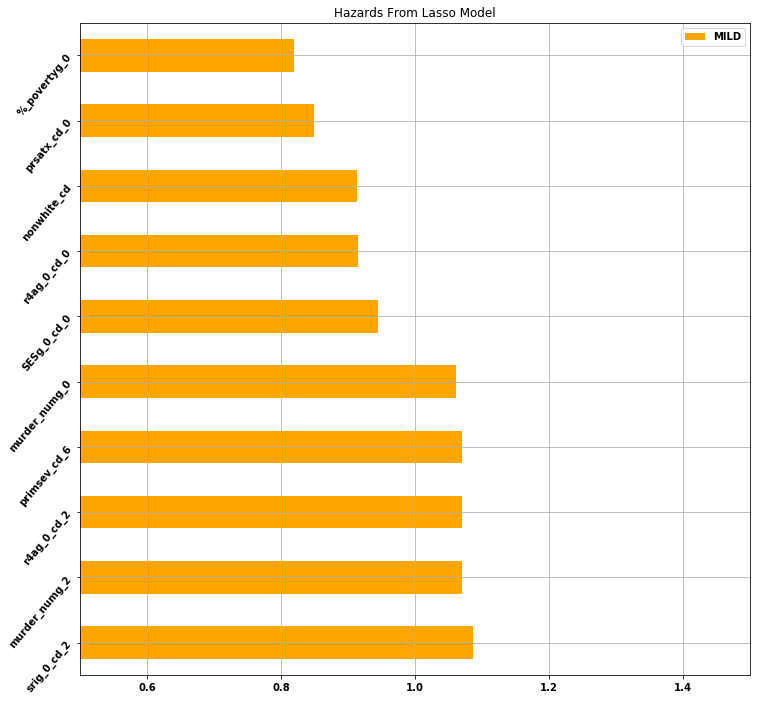 Hazards From Lasso Model
MILD
%_povertyg_0
prsatx_cd_0
nonwhite_cd
r4ag_0_cd_0
SESg_0_cd_0
murder_numg_0
primsev_cd_6
r4ag_0_cd_2
murder_numg_2
srig_0_cd_2
0.6 0.8 1.0 1.2 1.4